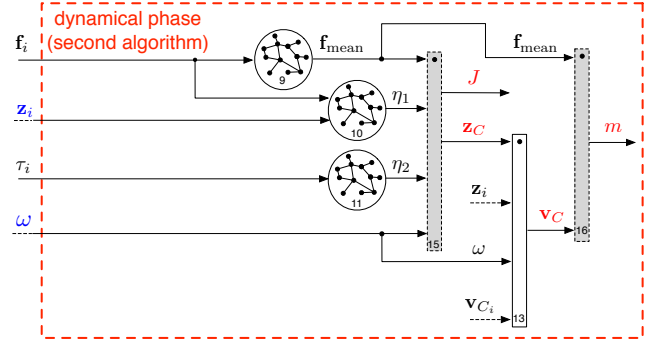 dynamical phase
(second algorithm)
f_i
f_mean
f_mean
9
J
η_1
z_i
10
z_C
m
τ_i
η_2
z_i
11
v_C
ω
15
16
ω
v_{C_i}
13